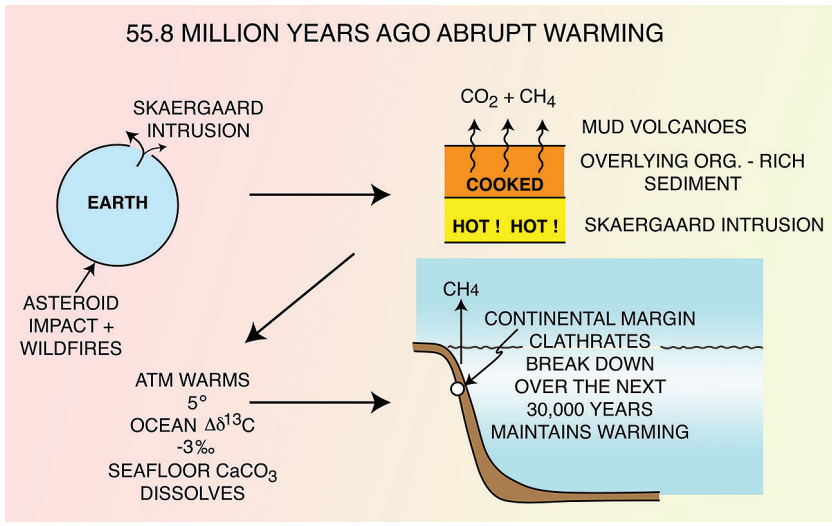 55.8 MILLION YEARS AGO ABRUPT WARMING
SKAERGAARD
INTRUSION
EARTH
ASTEROID
IMPACT +
WILDFIRES
CO₂ + CH₄
MUD VOLCANOES
OVERLYING ORG. - RICH
SEDIMENT
COOKED
HOT ! HOT !
SKAERGAARD INTRUSION
ATM WARMS
5°
OCEAN Δδ¹³C
-3‰
SEAFLOOR CaCO₃
DISSOLVES
CH4
CONTINENTAL MARGIN
CLATHRATES
BREAK DOWN
OVER THE NEXT
30,000 YEARS
MAINTAINS WARMING